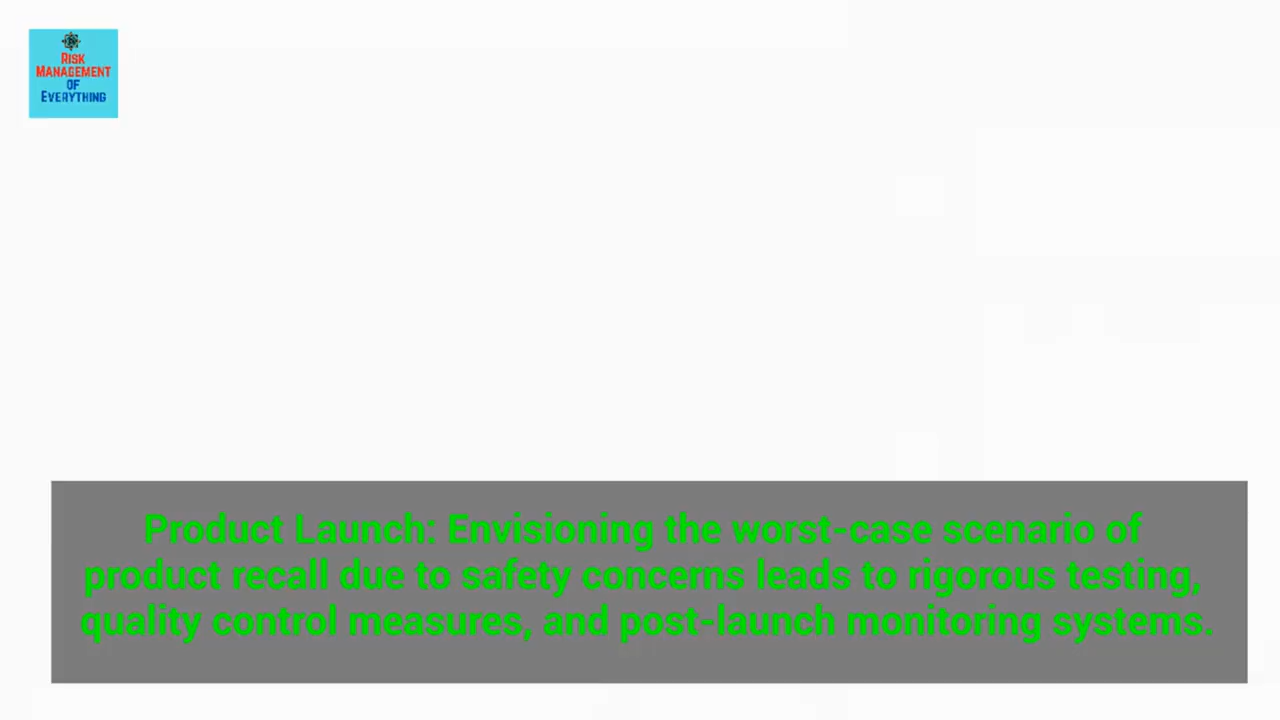 RISK
MANAGEMENT
OF
EVERYTHING
Product Launch: Envisioning the worst-case scenario of
product recall due to safety concerns leads to rigorous testing,
quality control measures, and post-launch monitoring systems.